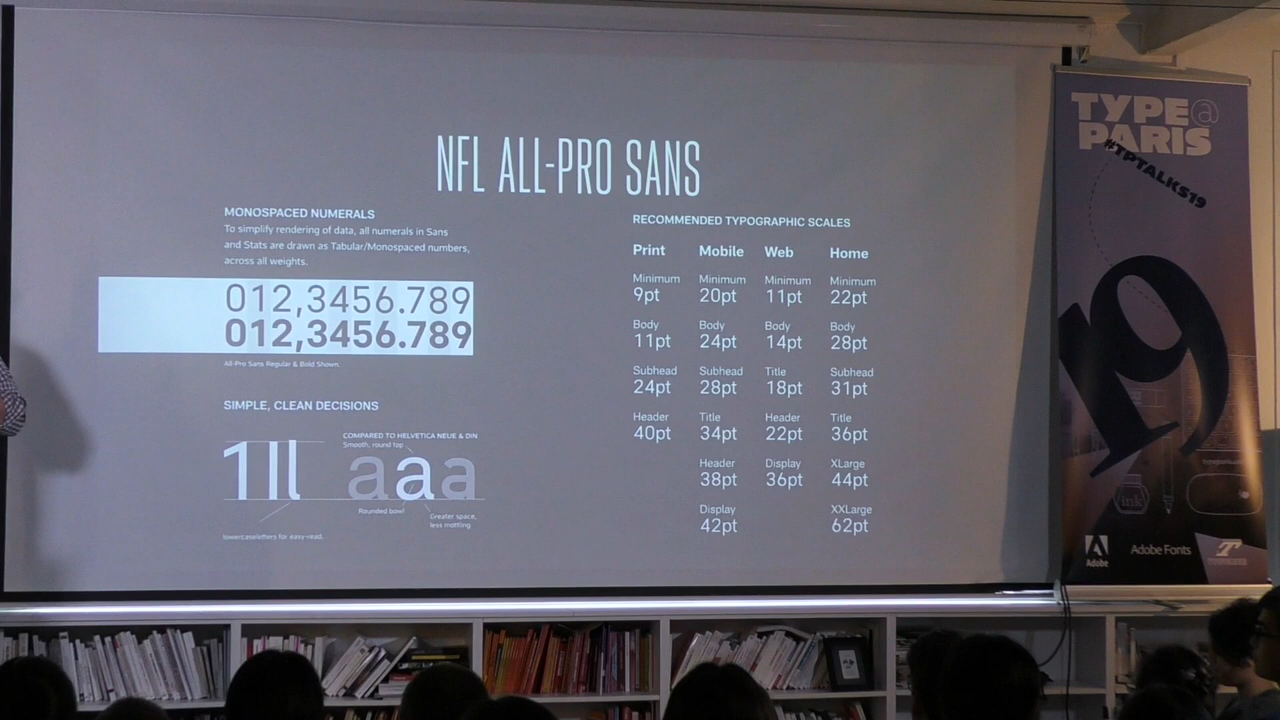 NFL ALL-PRO SANS
MONOSPACED NUMERALS
To simplify rendering of data, all numerals in Sans
and Stats are drawn as Tabular/Monospaced numbers,
across all weights.
012,3456.789
012,3456.789
All-Pro Sans Regular & Bold Shown.
SIMPLE, CLEAN DECISIONS
1Il
COMPARED TO HELVETICA NEUE & DIN
Smooth, round top
aaa
Rounded bowl
Greater space,
less mottling
lowercaseletters for easy-read.
RECOMMENDED TYPOGRAPHIC SCALES
Print Mobile Web Home
Minimum Minimum Minimum Minimum
9pt 20pt 11pt 22pt
Body Body Body Body
11pt 24pt 14pt 28pt
Subhead Subhead Title Subhead
24pt 28pt 18pt 31pt
Header Title Header Title
40pt 34pt 22pt 36pt
Header Display XLarge
38pt 36pt 44pt
Display XXLarge
42pt 62pt
TYPE@
PARIS
#TPTALKS19
19
ink
Adobe
Adobe Fonts